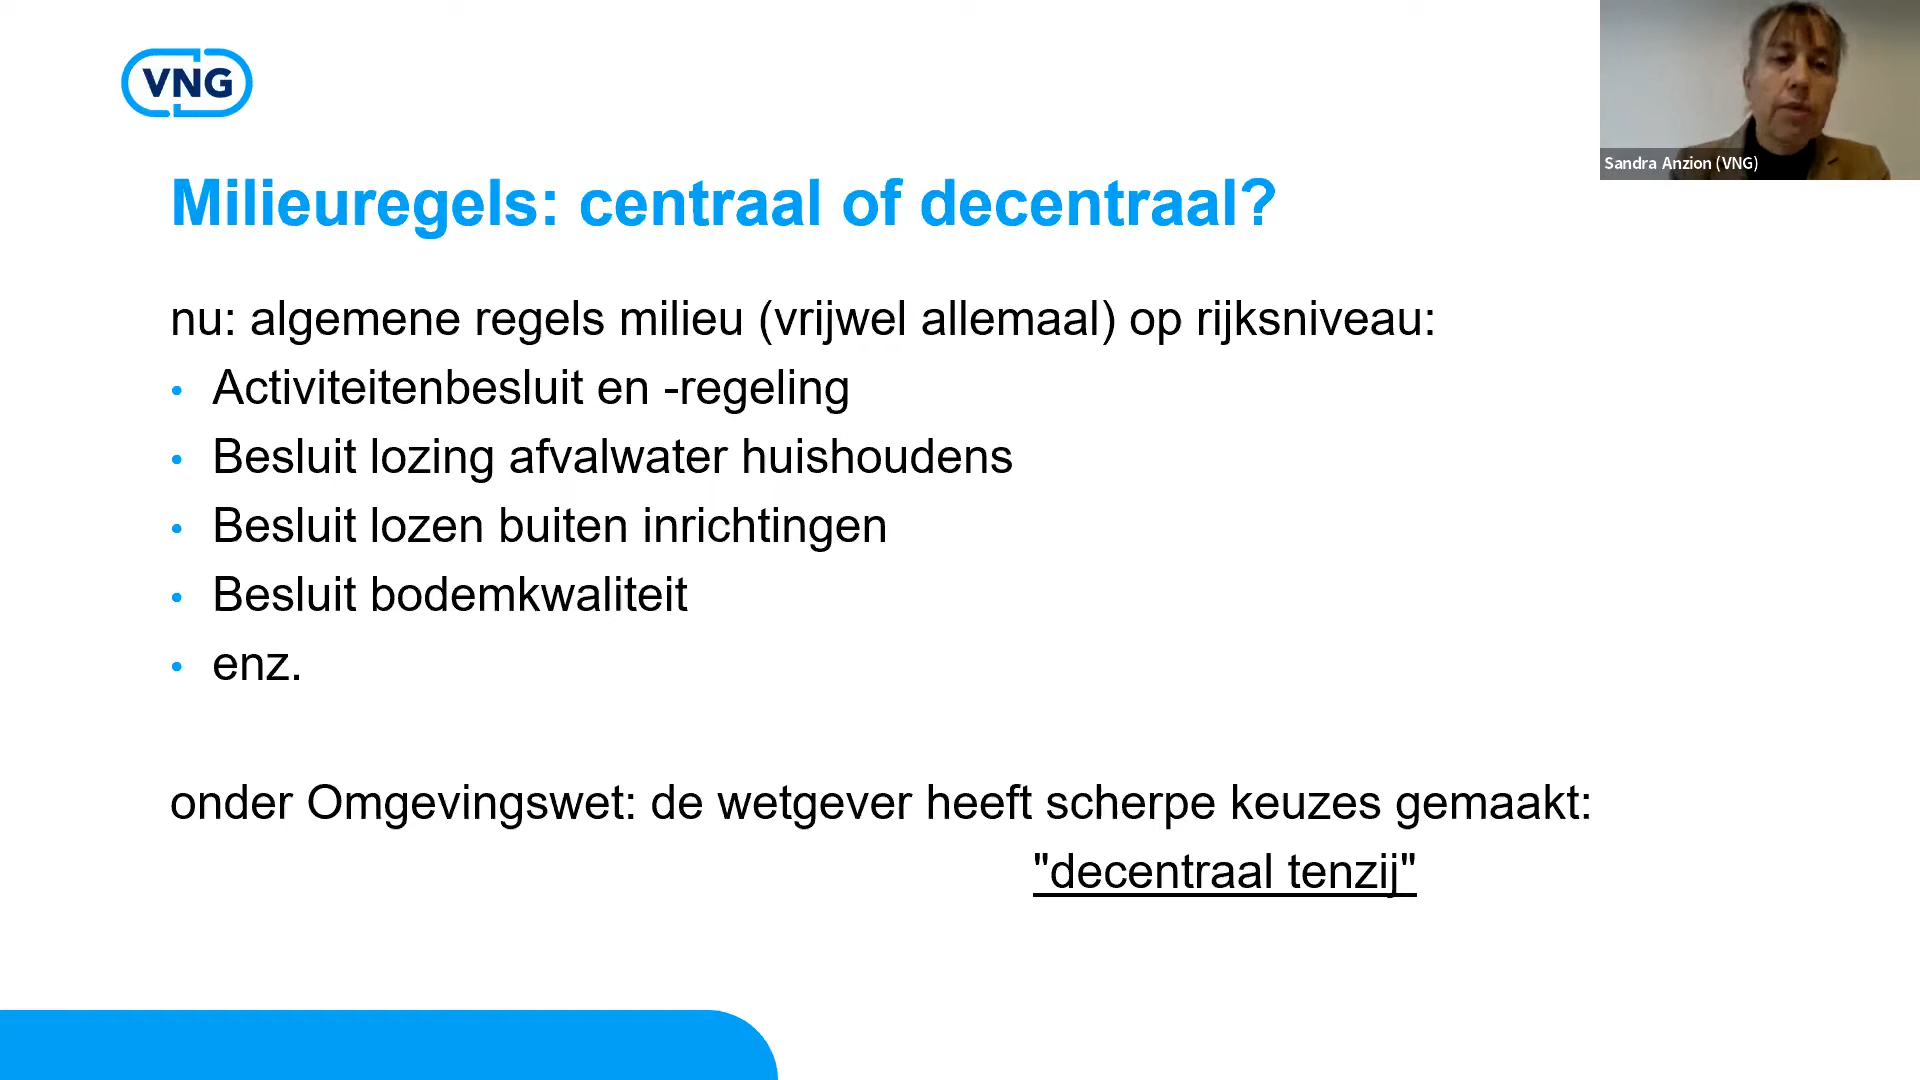 VNG
Sandra Anzion (VNG)
Milieuregels: centraal of decentraal?
nu: algemene regels milieu (vrijwel allemaal) op rijksniveau:
• Activiteitenbesluit en -regeling
• Besluit lozing afvalwater huishoudens
• Besluit lozen buiten inrichtingen
• Besluit bodemkwaliteit
• enz.
onder Omgevingswet: de wetgever heeft scherpe keuzes gemaakt:
"decentraal tenzij"